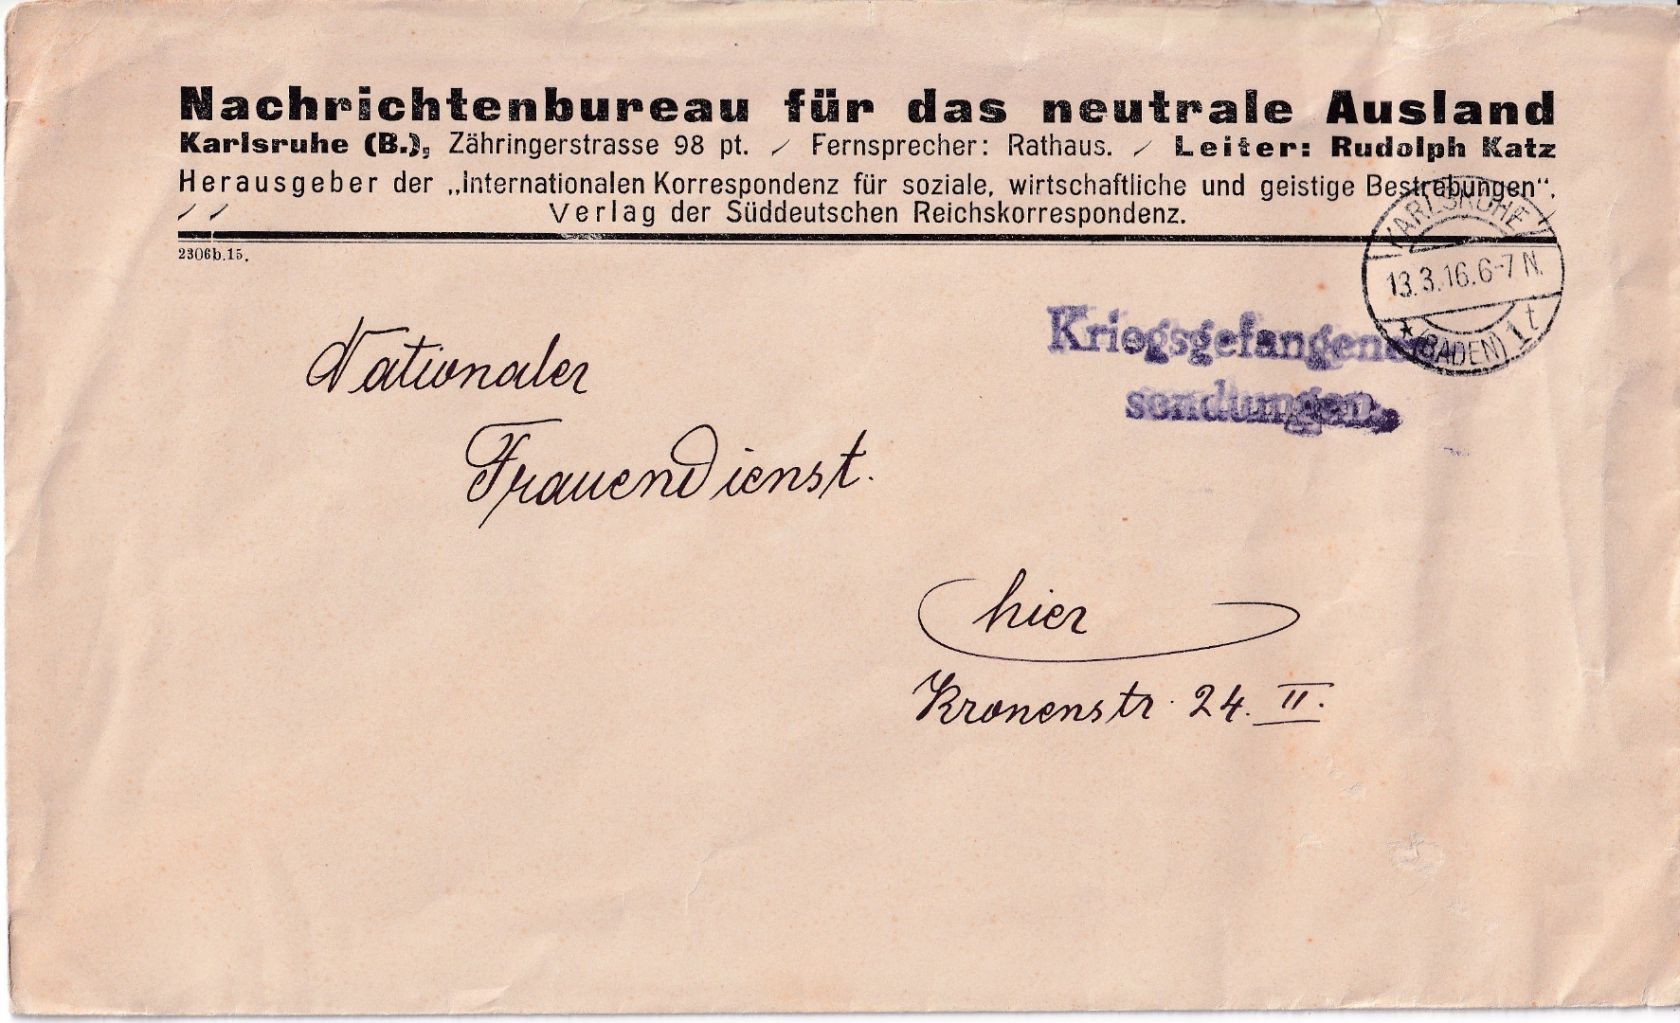 Nachrichtenbureau für das neutrale Ausland
Karlsruhe (B.), Zähringerstrasse 98 pt. / Fernsprecher: Rathaus. / Leiter: Rudolph Katz
Herausgeber der „Internationalen Korrespondenz für soziale, wirtschaftliche und geistige Bestrebungen“.
Verlag der Süddeutschen Reichskorrespondenz.
2306b.15.
KARLSRUHE
13.3.16.6-7 N.
* (BADEN) 1 t
Kriegsgefangenen
sendungen.
Nationaler
Frauendienst.
hier
Kronenstr. 24. II.